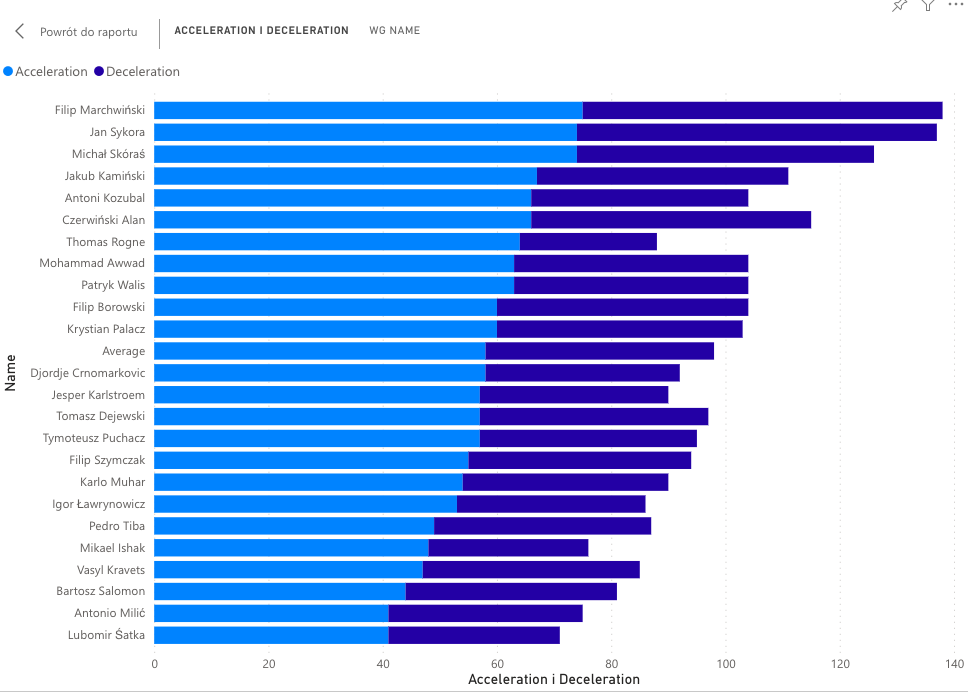 Powrót do raportu ACCELERATION I DECELERATION WG NAME
Acceleration Deceleration
Filip Marchwiński
Jan Sykora
Michał Skóraś
Jakub Kamiński
Antoni Kozubal
Czerwiński Alan
Thomas Rogne
Mohammad Awwad
Patryk Walis
Filip Borowski
Krystian Palacz
Average
Djordje Crnomarkovic
Jesper Karlstroem
Tomasz Dejewski
Tymoteusz Puchacz
Filip Szymczak
Karlo Muhar
Igor Ławrynowicz
Pedro Tiba
Mikael Ishak
Vasyl Kravets
Bartosz Salomon
Antonio Milić
Lubomir Šatka
Name
0 20 40 60 80 100 120 140
Acceleration i Deceleration